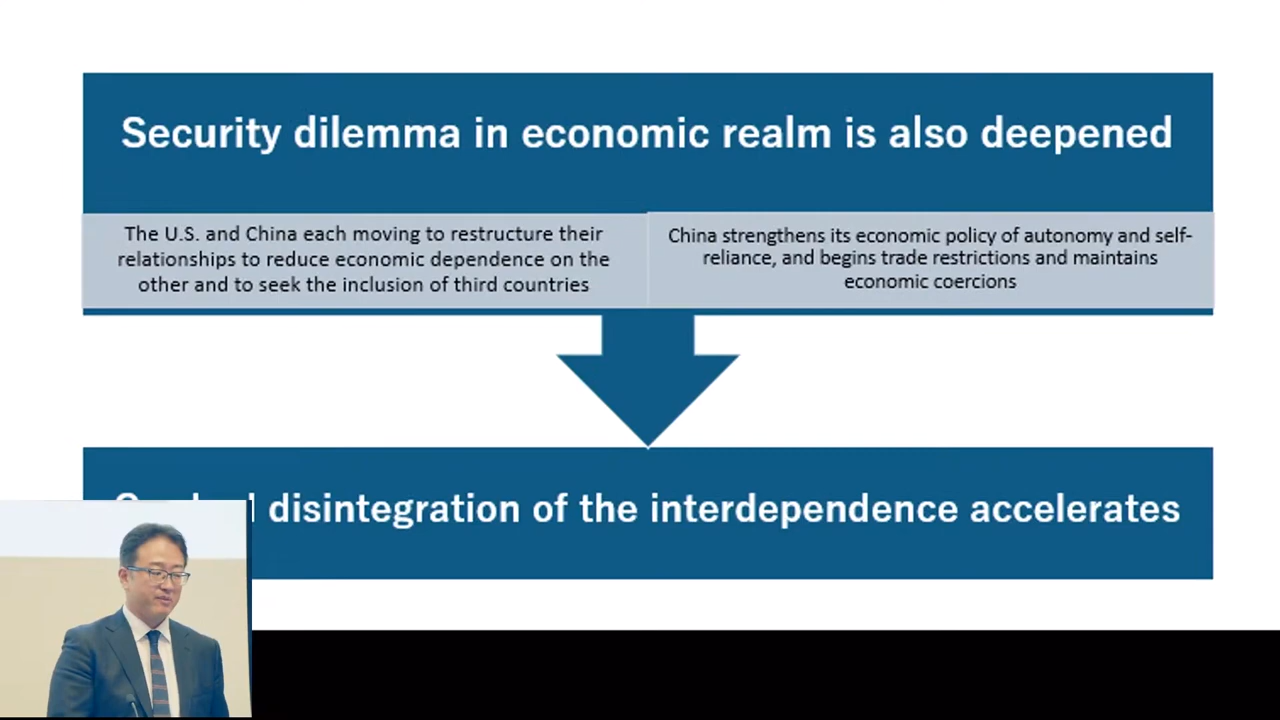 Security dilemma in economic realm is also deepened
The U.S. and China each moving to restructure their
relationships to reduce economic dependence on the
other and to seek the inclusion of third countries
China strengthens its economic policy of autonomy and self-
reliance, and begins trade restrictions and maintains
economic coercions
disintegration of the interdependence accelerates